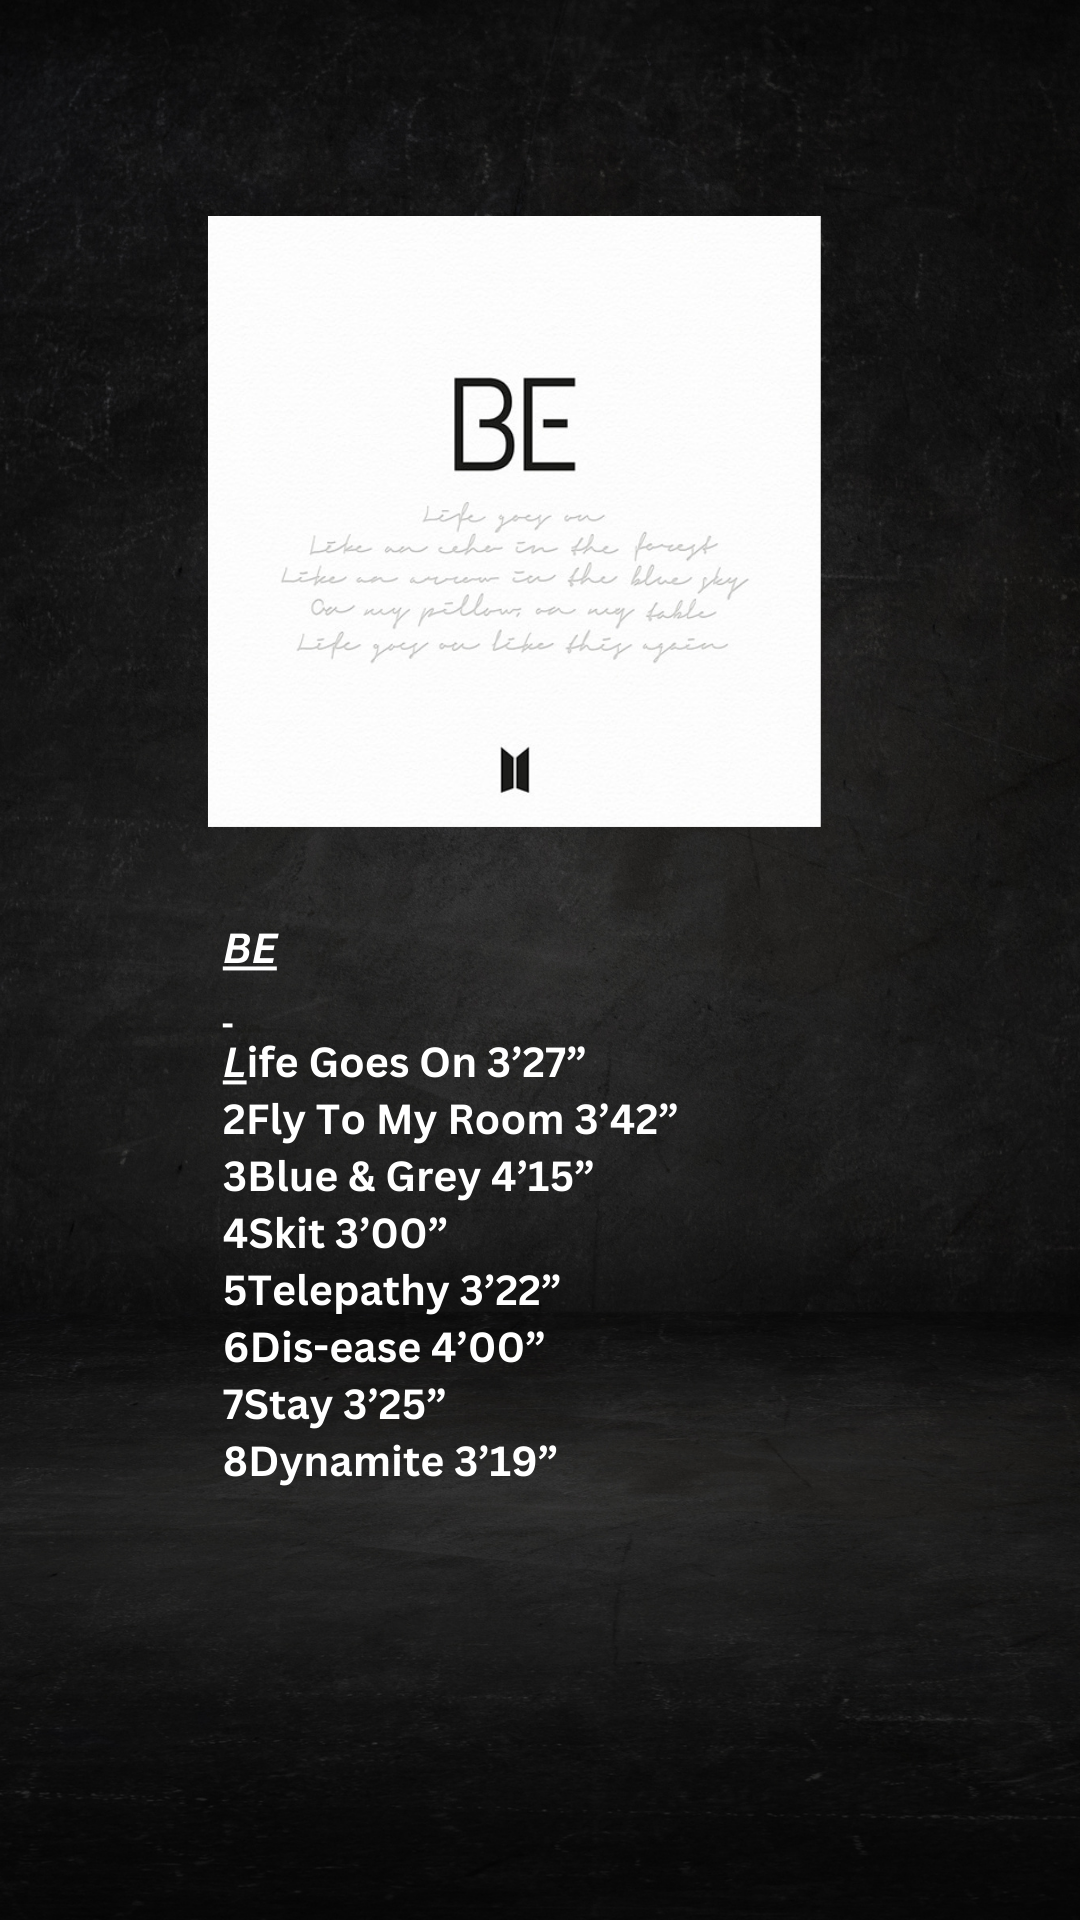 BE
Life goes on
Like an echo in the forest
Like an arrow in the blue sky
On my pillow, on my table
Life goes on like this again
BE
-
Life Goes On 3’27”
2Fly To My Room 3’42”
3Blue & Grey 4’15”
4Skit 3’00”
5Telepathy 3’22”
6Dis-ease 4’00”
7Stay 3’25”
8Dynamite 3’19”